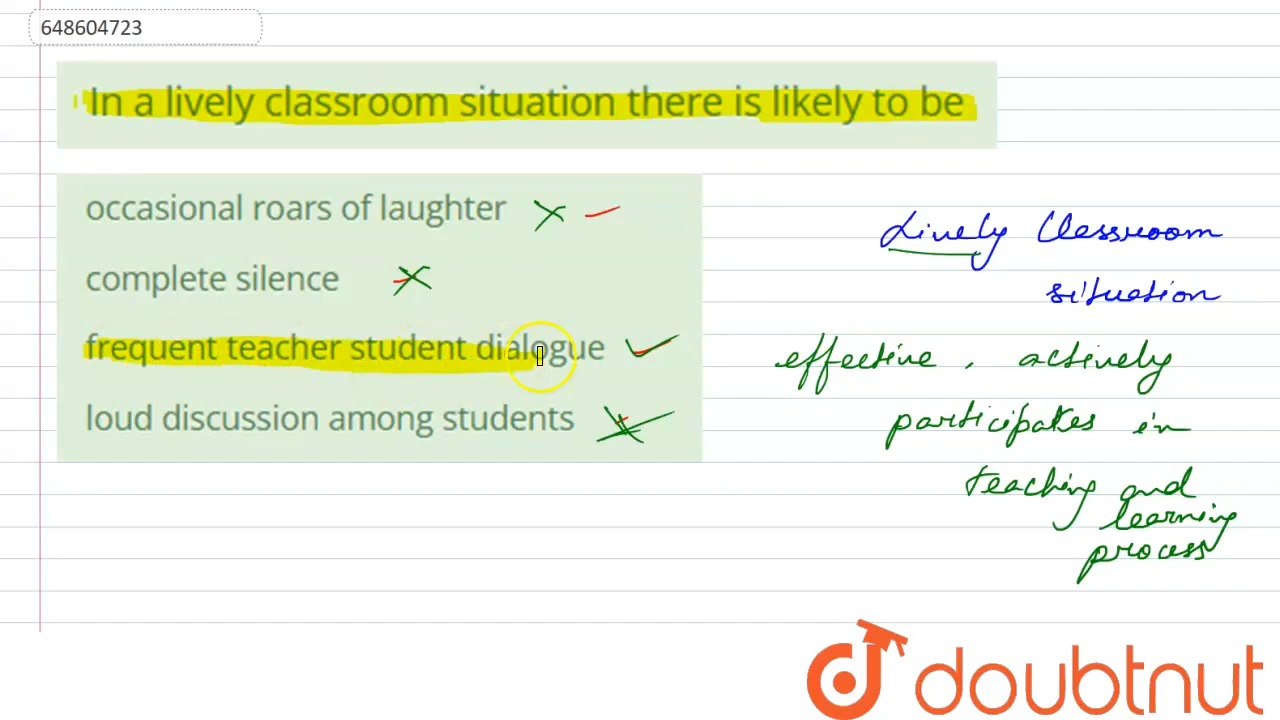 648604723
In a lively classroom situation there is likely to be
occasional roars of laughter
complete silence
frequent teacher student dialogue
loud discussion among students
Lively Classroom
situation
effective, actively
participates in
teaching and
learning
process
doubtnut